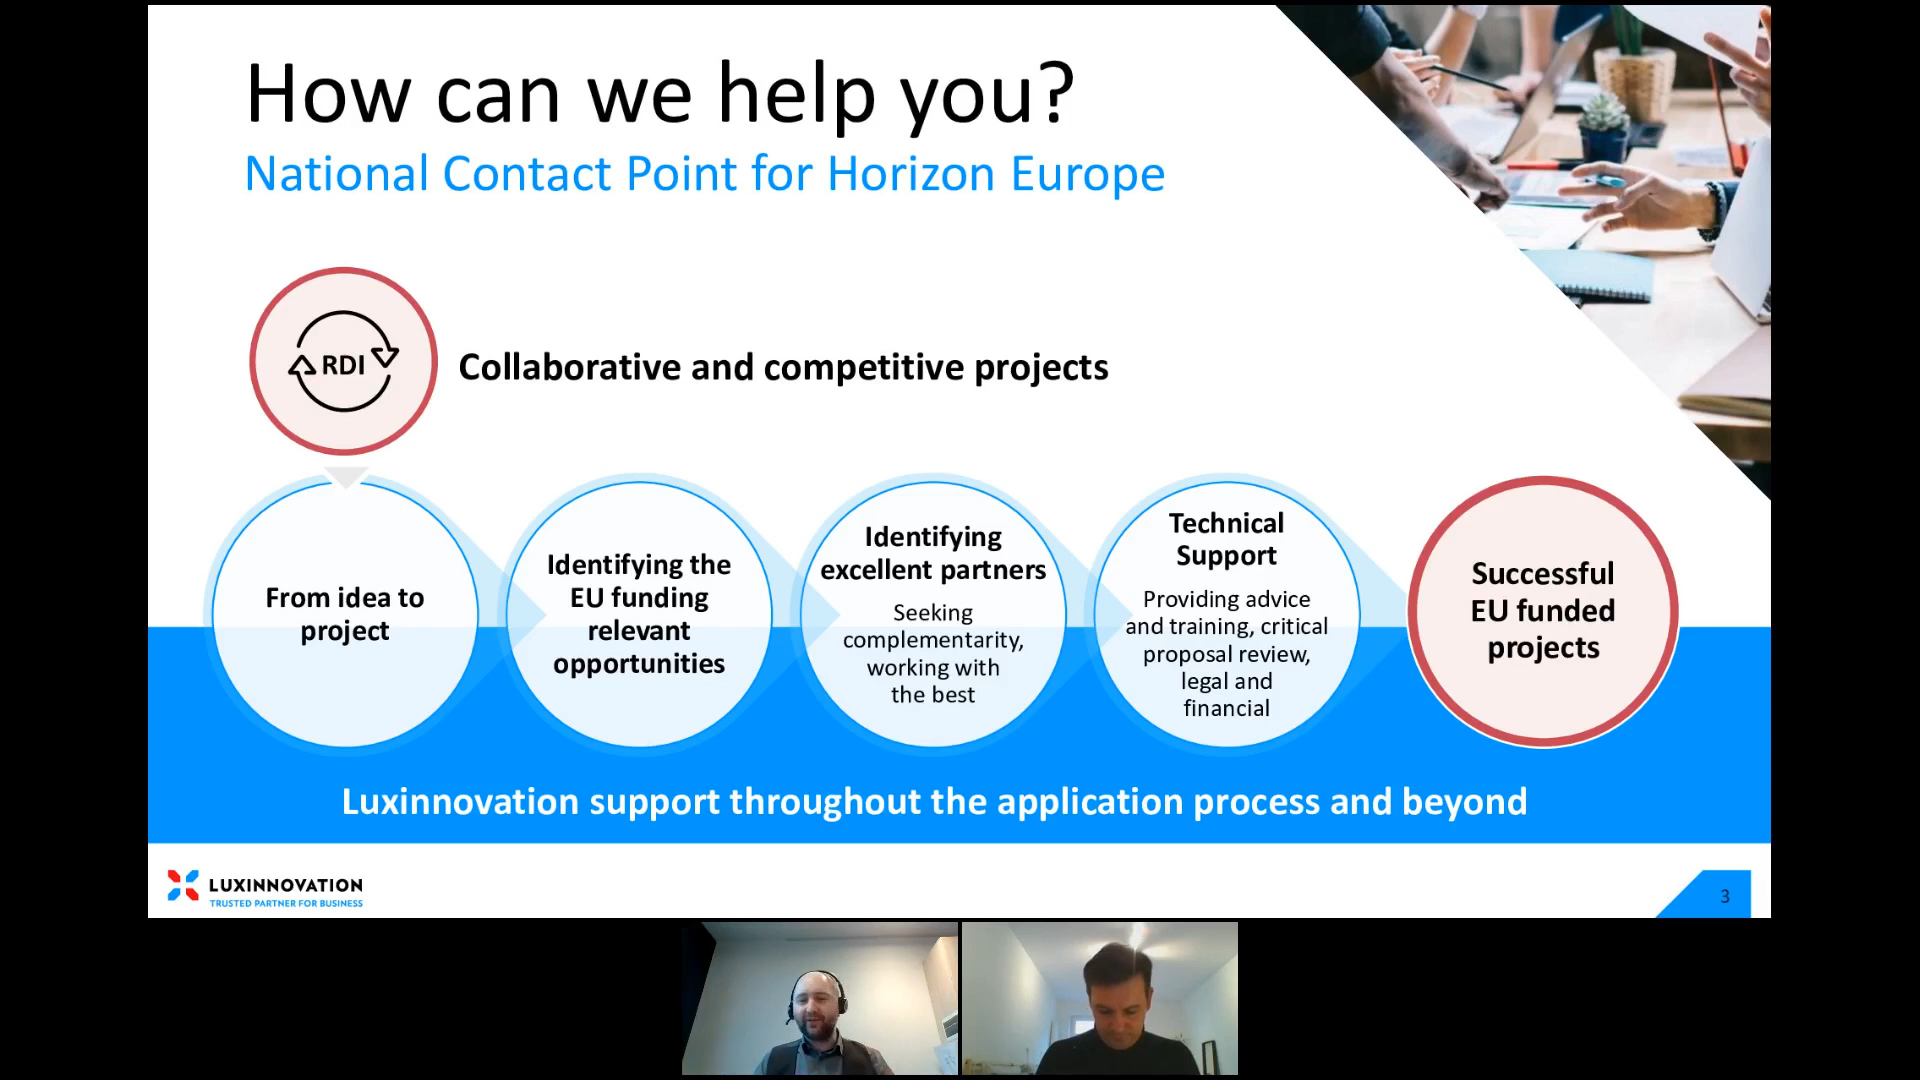 How can we help you?
National Contact Point for Horizon Europe
RDI
Collaborative and competitive projects
From idea to
project
Identifying the
EU funding
relevant
opportunities
Identifying
excellent partners
Seeking
complementarity,
working with
the best
Technical
Support
Providing advice
and training, critical
proposal review,
legal and
financial
Successful
EU funded
projects
Luxinnovation support throughout the application process and beyond
LUXINNOVATION
TRUSTED PARTNER FOR BUSINESS
3